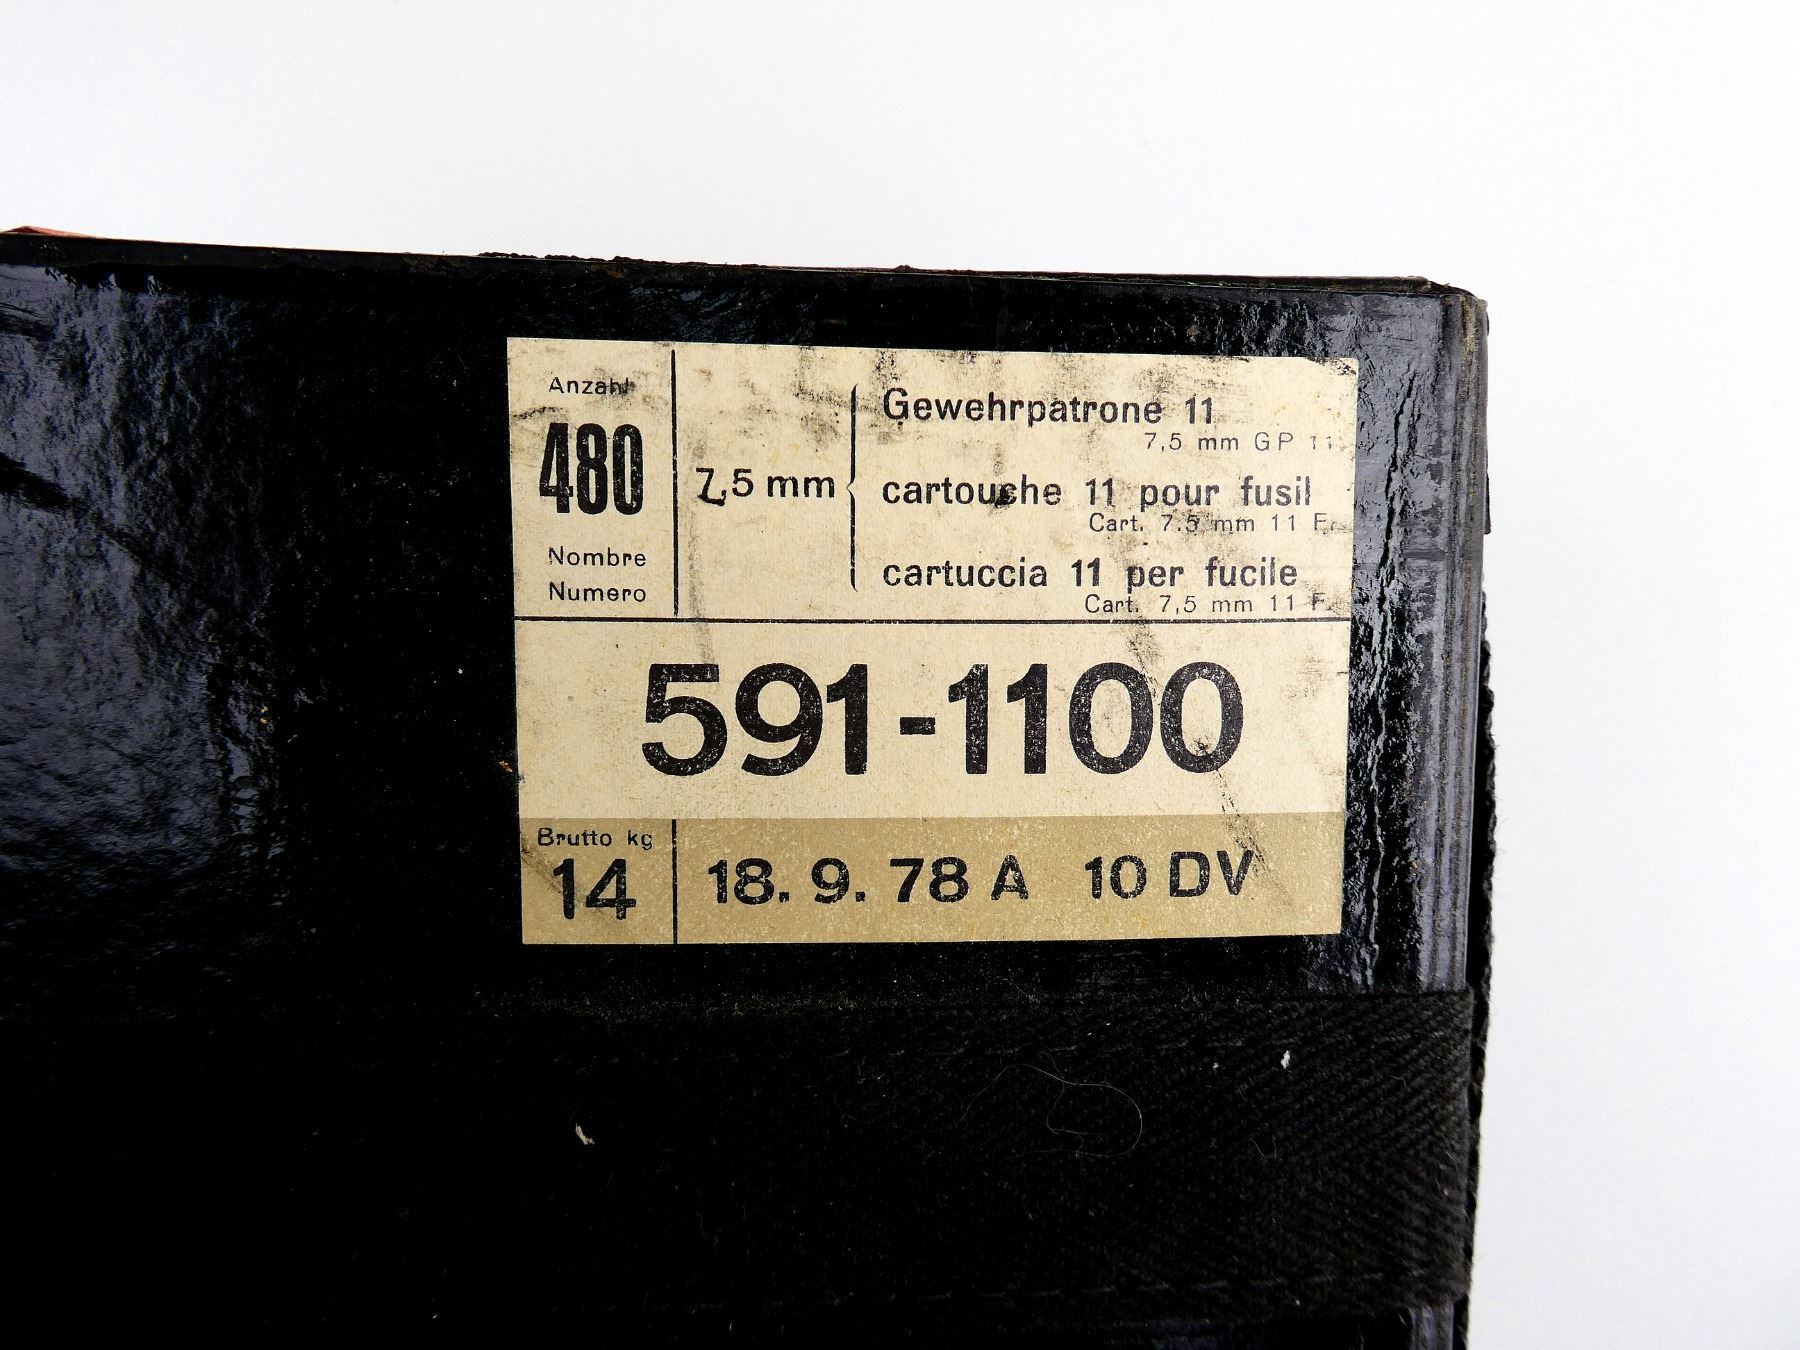 Anzahl
480
Nombre
Numero
7,5 mm
Gewehrpatrone 11
7,5 mm GP 11
cartouche 11 pour fusil
Cart. 7.5 mm 11 F.
cartuccia 11 per fucile
Cart. 7,5 mm 11 F.
591-1100
Brutto kg
14
18. 9. 78 A 10 DV